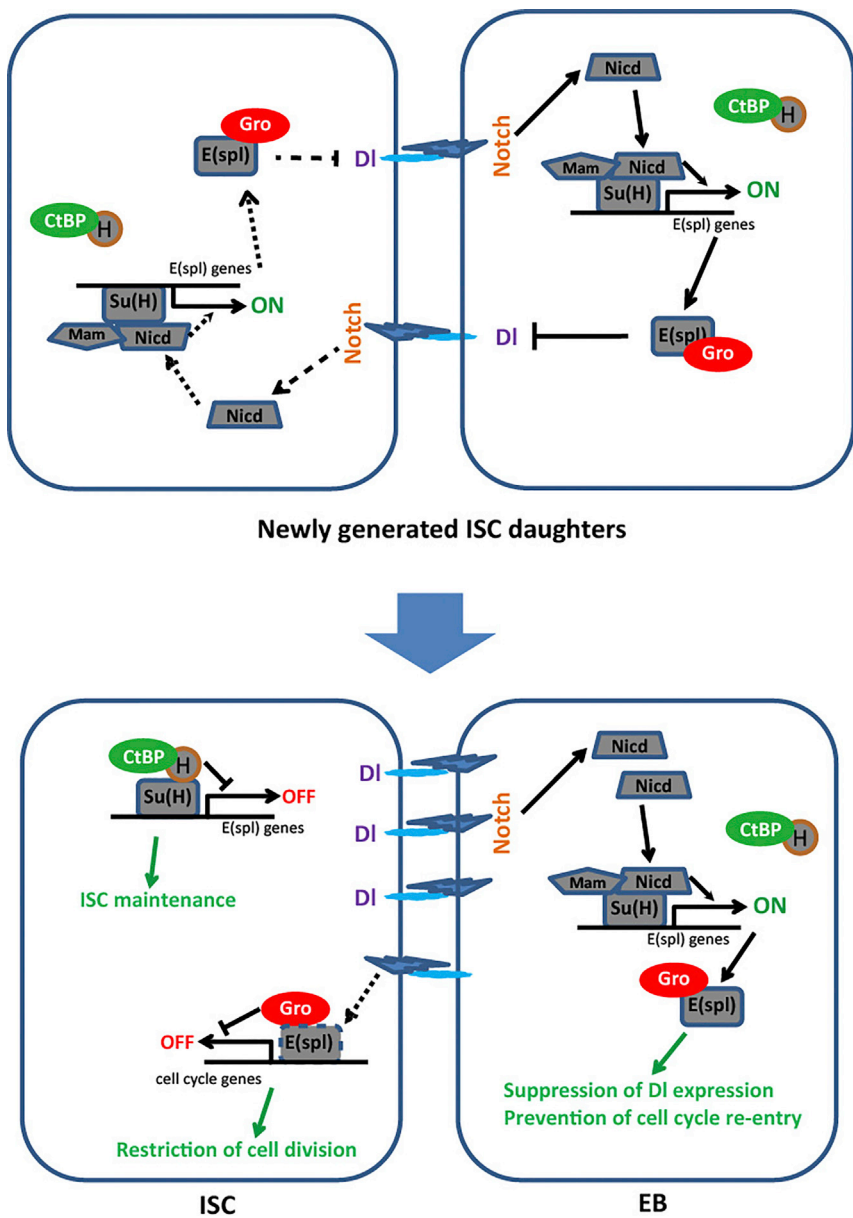 Gro
E(spl)
Dl
CtBP
H
E(spl) genes
Su(H)
ON
Mam
Nicd
Notch
Nicd
Notch
Nicd
CtBP
H
Mam
Nicd
Su(H)
ON
E(spl) genes
Dl
E(spl)
Gro
Newly generated ISC daughters
CtBP
H
Su(H)
OFF
E(spl) genes
ISC maintenance
Dl
Dl
Dl
Gro
OFF
E(spl)
cell cycle genes
Restriction of cell division
ISC
Nicd
Nicd
Notch
CtBP
H
Mam
Nicd
Su(H)
ON
E(spl) genes
Gro
E(spl)
Suppression of Dl expression
Prevention of cell cycle re-entry
EB